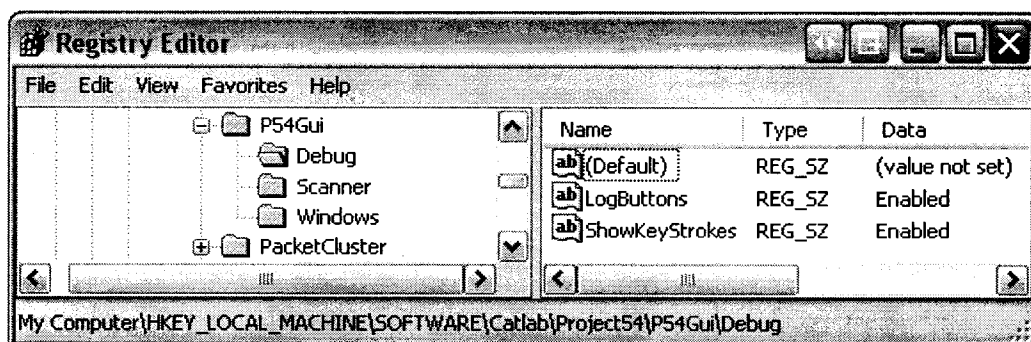 Registry Editor
File Edit View Favorites Help
P54Gui
Debug
Scanner
Windows
PacketCluster
Name Type Data
(Default) REG_SZ (value not set)
LogButtons REG_SZ Enabled
ShowKeyStrokes REG_SZ Enabled
My Computer\HKEY_LOCAL_MACHINE\SOFTWARE\Catlab\Project54\P54Gui\Debug